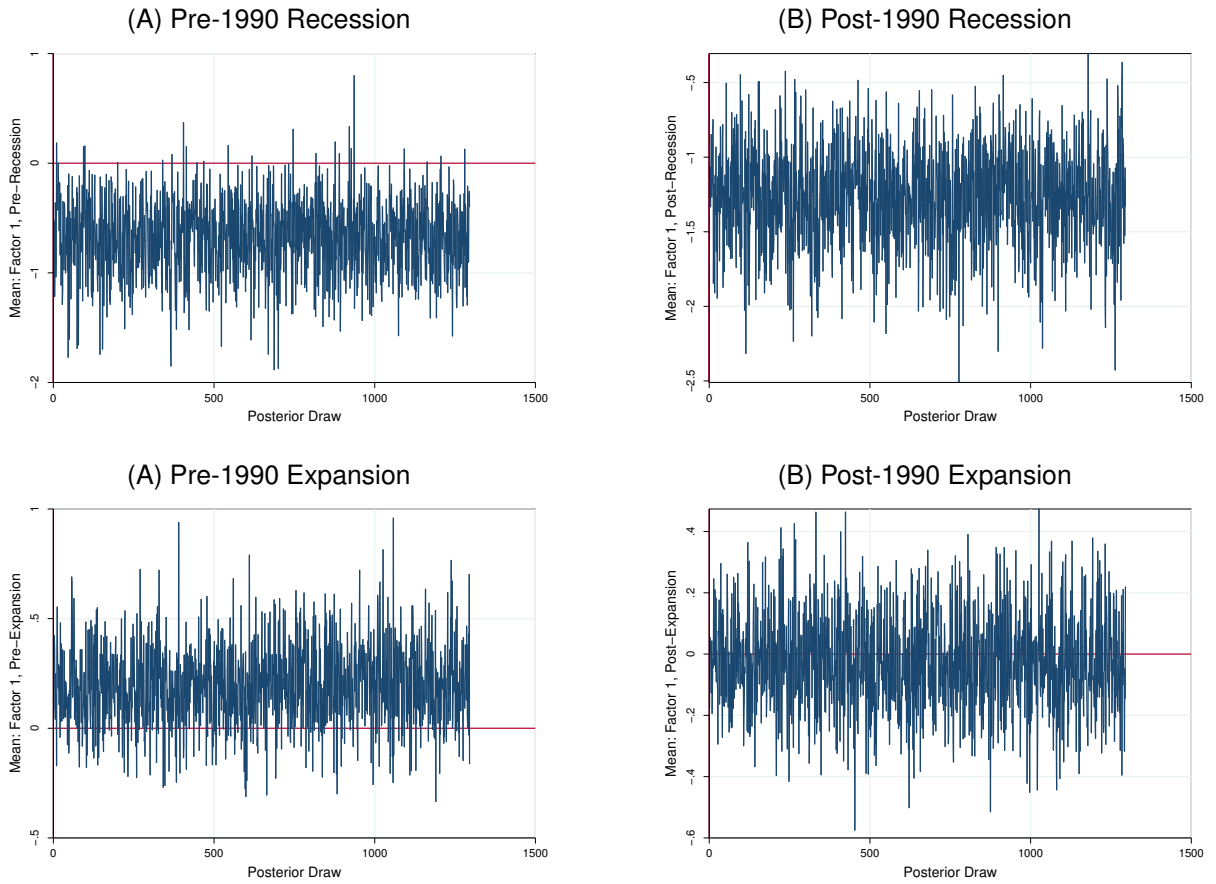 (A) Pre-1990 Recession
Mean: Factor 1, Pre−Recession
1
0
−1
−2
0
500
1000
1500
Posterior Draw
(B) Post-1990 Recession
Mean: Factor 1, Post−Recession
−.5
−1
−1.5
−2
−2.5
0
500
1000
1500
Posterior Draw
(A) Pre-1990 Expansion
Mean: Factor 1, Pre−Expansion
1
.5
0
−.5
0
500
1000
1500
Posterior Draw
(B) Post-1990 Expansion
Mean: Factor 1, Post−Expansion
.4
.2
0
−.2
−.4
−.6
0
500
1000
1500
Posterior Draw